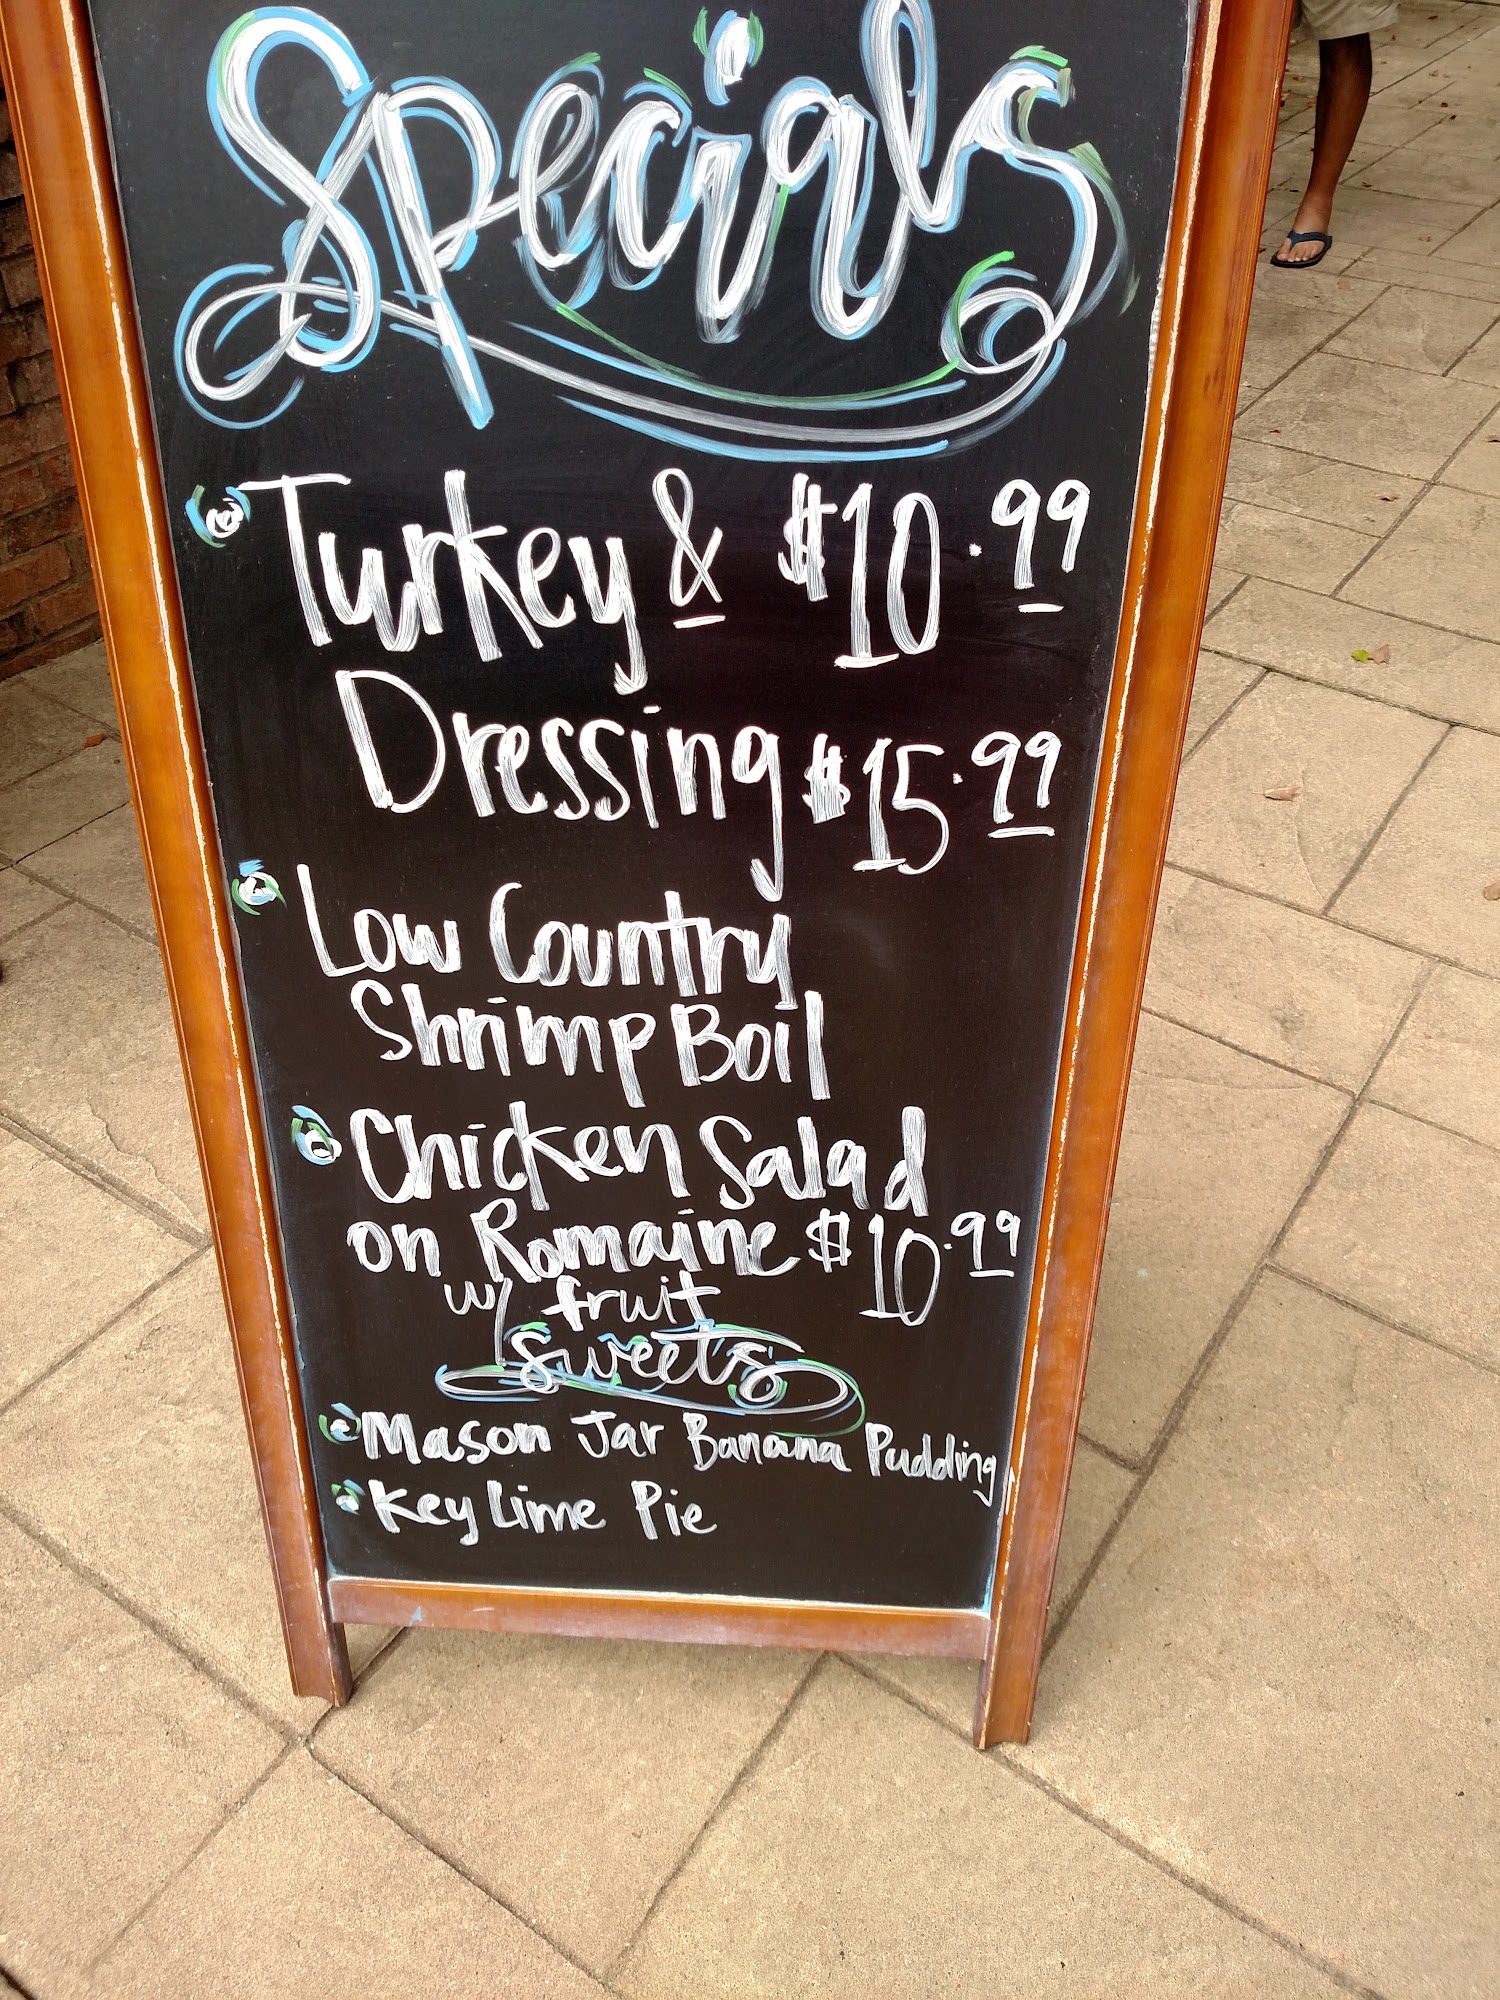 Specials
Turkey & $10.99
Dressing $15.99
Low Country
Shrimp Boil
Chicken Salad
on Romaine $10.99
w/ fruit
Sweets
Mason Jar Banana Pudding
Key Lime Pie